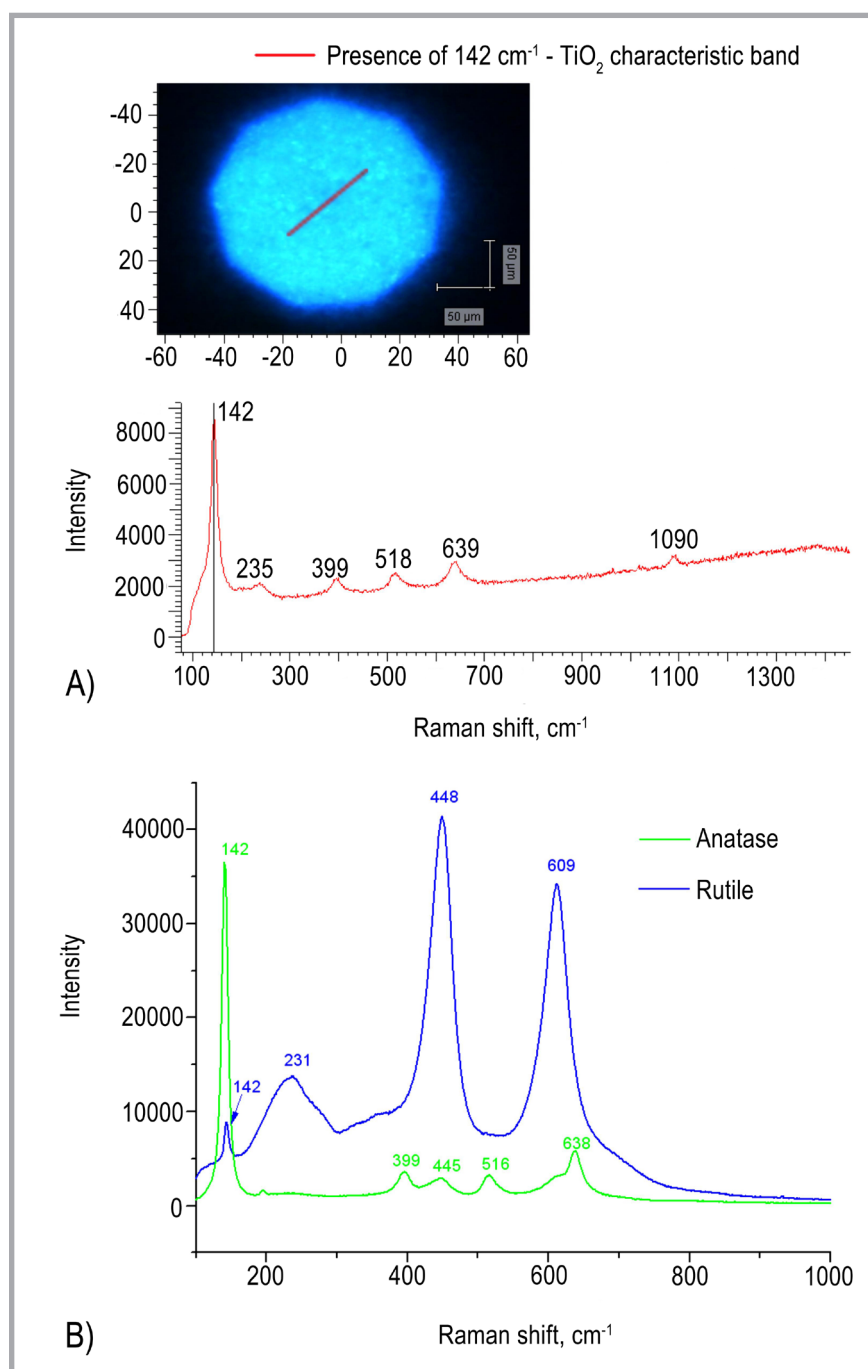 Presence of 142 cm⁻¹ - TiO₂ characteristic band
-40
-20
0
20
40
50 µm
50 µm
-60 -40 -20 0 20 40 60
8000
6000
4000
2000
0
Intensity
142
235
399
518
639
1090
100 300 500 700 900 1100 1300
A)
Raman shift, cm⁻¹
40000
30000
20000
10000
0
Intensity
142
142
231
448
609
399
445
516
638
Anatase
Rutile
200 400 600 800 1000
B)
Raman shift, cm⁻¹